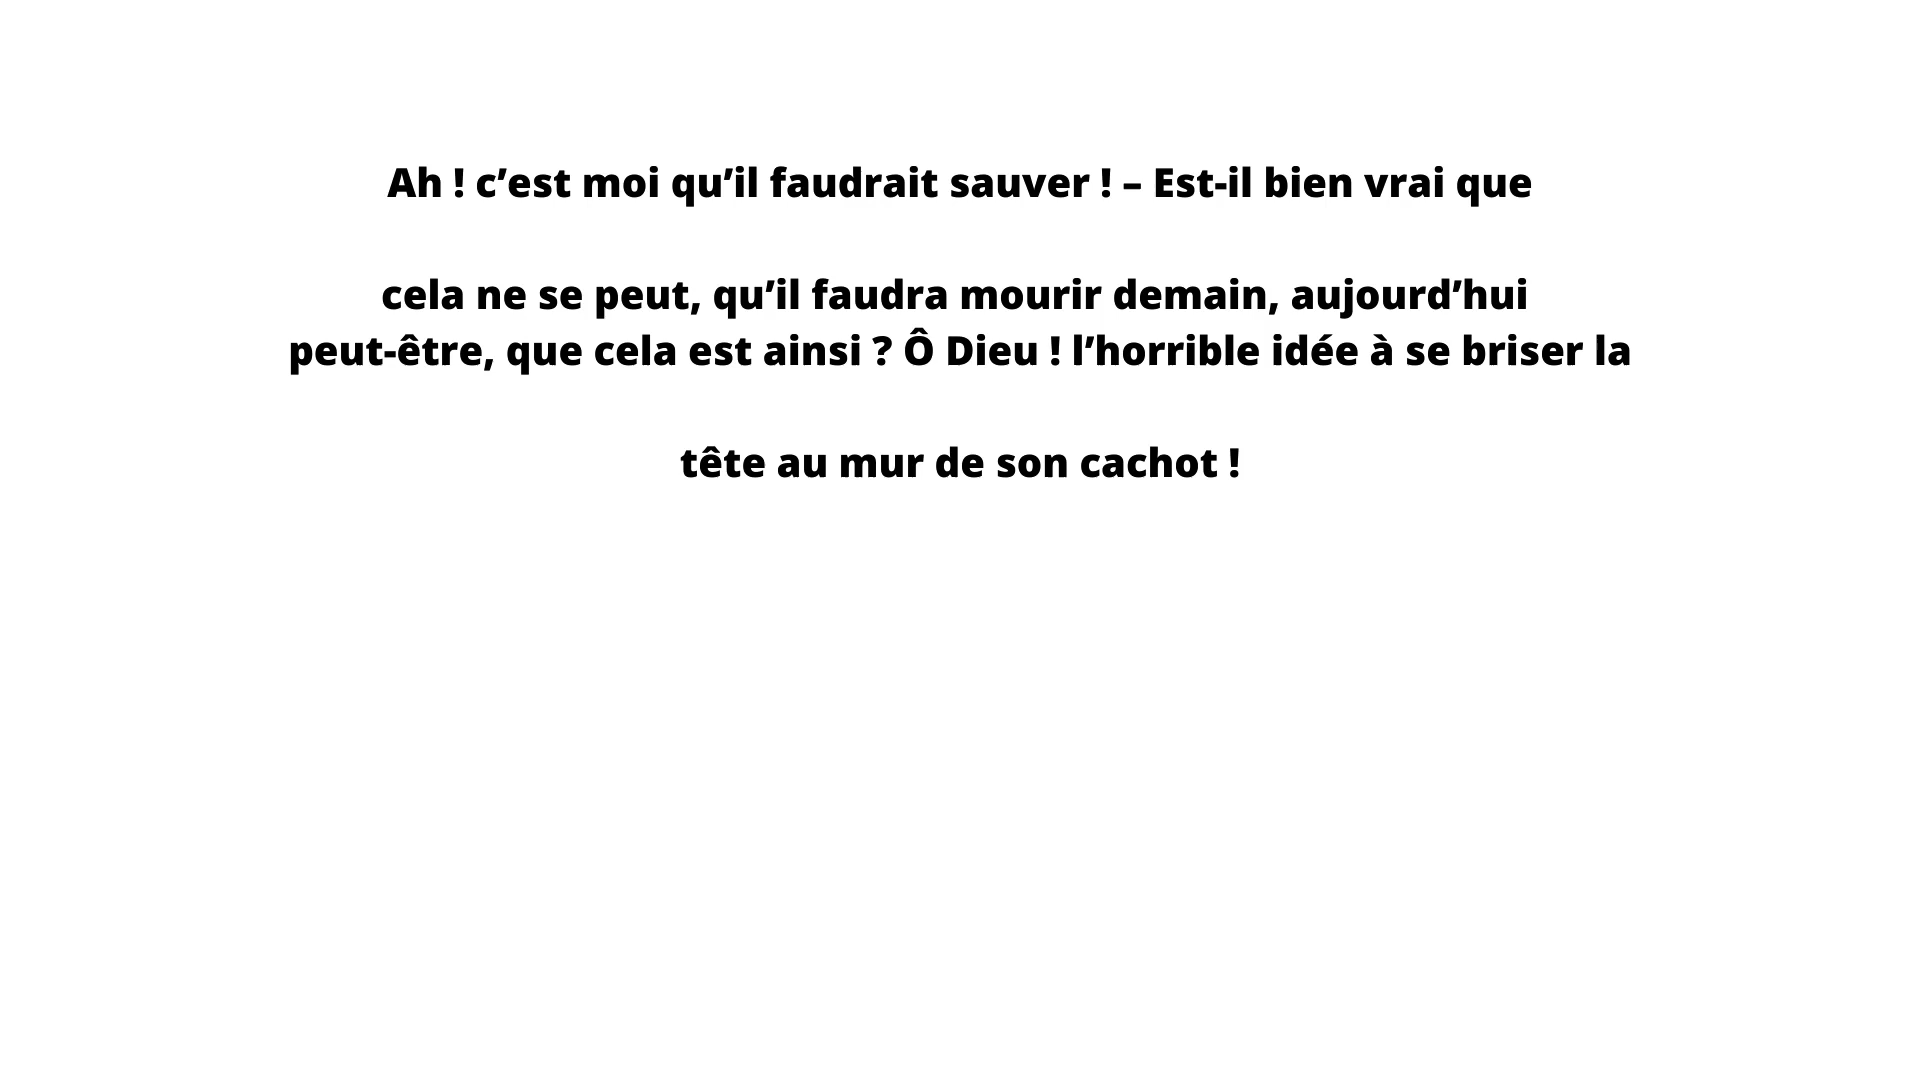 Ah ! c’est moi qu’il faudrait sauver ! – Est-il bien vrai que
cela ne se peut, qu’il faudra mourir demain, aujourd’hui
peut-être, que cela est ainsi ? Ô Dieu ! l’horrible idée à se briser la
tête au mur de son cachot !